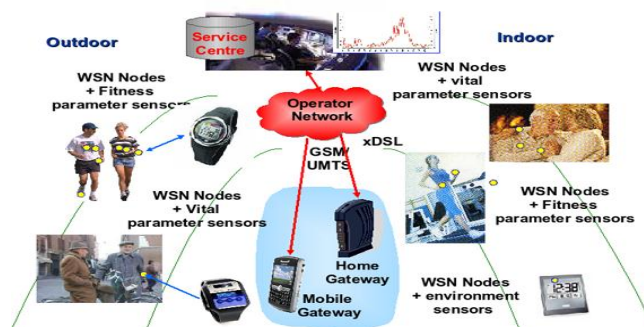 Outdoor
Service
Centre
Indoor
WSN Nodes
+ Fitness
parameter sensors
WSN Nodes
+ vital
parameter sensors
Operator
Network
GSM/
UMTS
xDSL
WSN Nodes
+ Vital
parameter sensors
WSN Nodes
+ Fitness
parameter sensors
Home
Gateway
Mobile
Gateway
WSN Nodes
+ environment
sensors
12:38